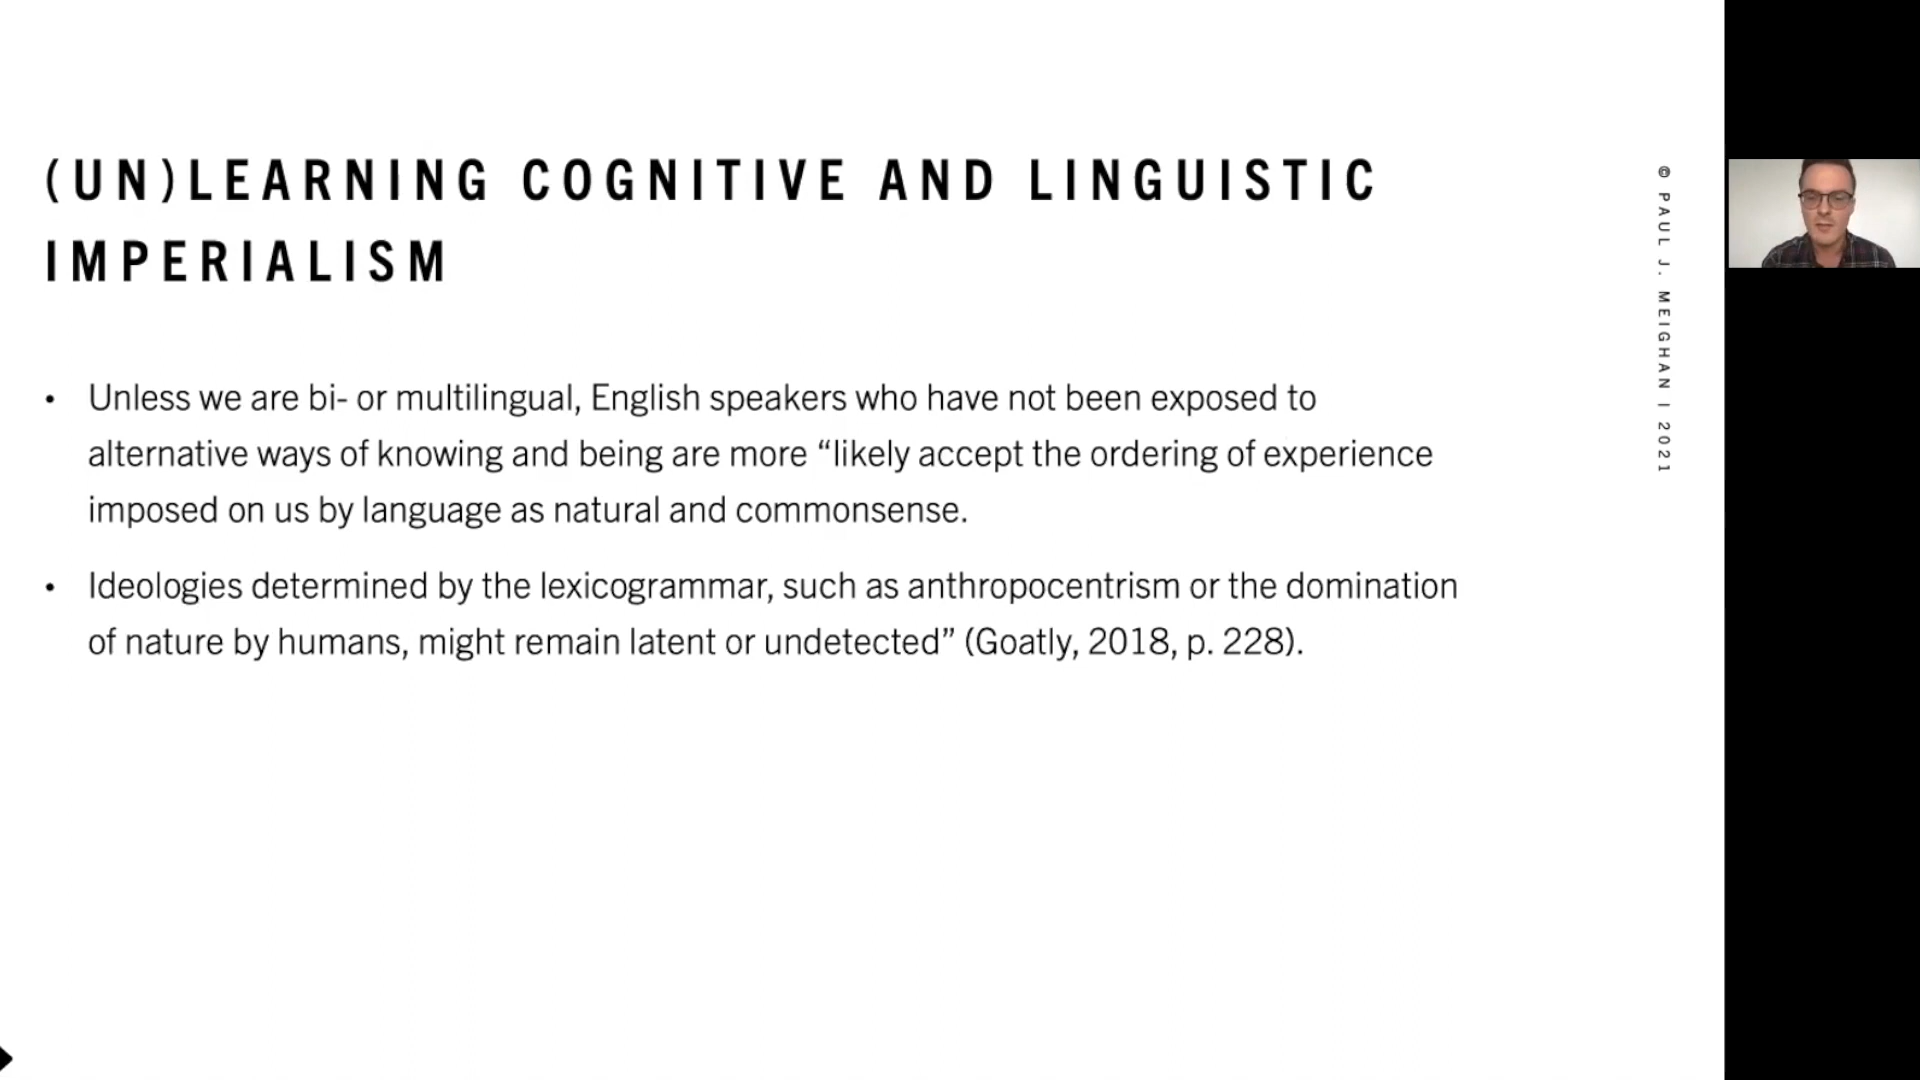 (UN)LEARNING COGNITIVE AND LINGUISTIC
IMPERIALISM
• Unless we are bi- or multilingual, English speakers who have not been exposed to
alternative ways of knowing and being are more “likely accept the ordering of experience
imposed on us by language as natural and commonsense.
• Ideologies determined by the lexicogrammar, such as anthropocentrism or the domination
of nature by humans, might remain latent or undetected” (Goatly, 2018, p. 228).
© PAUL J. MEIGHAN | 2021